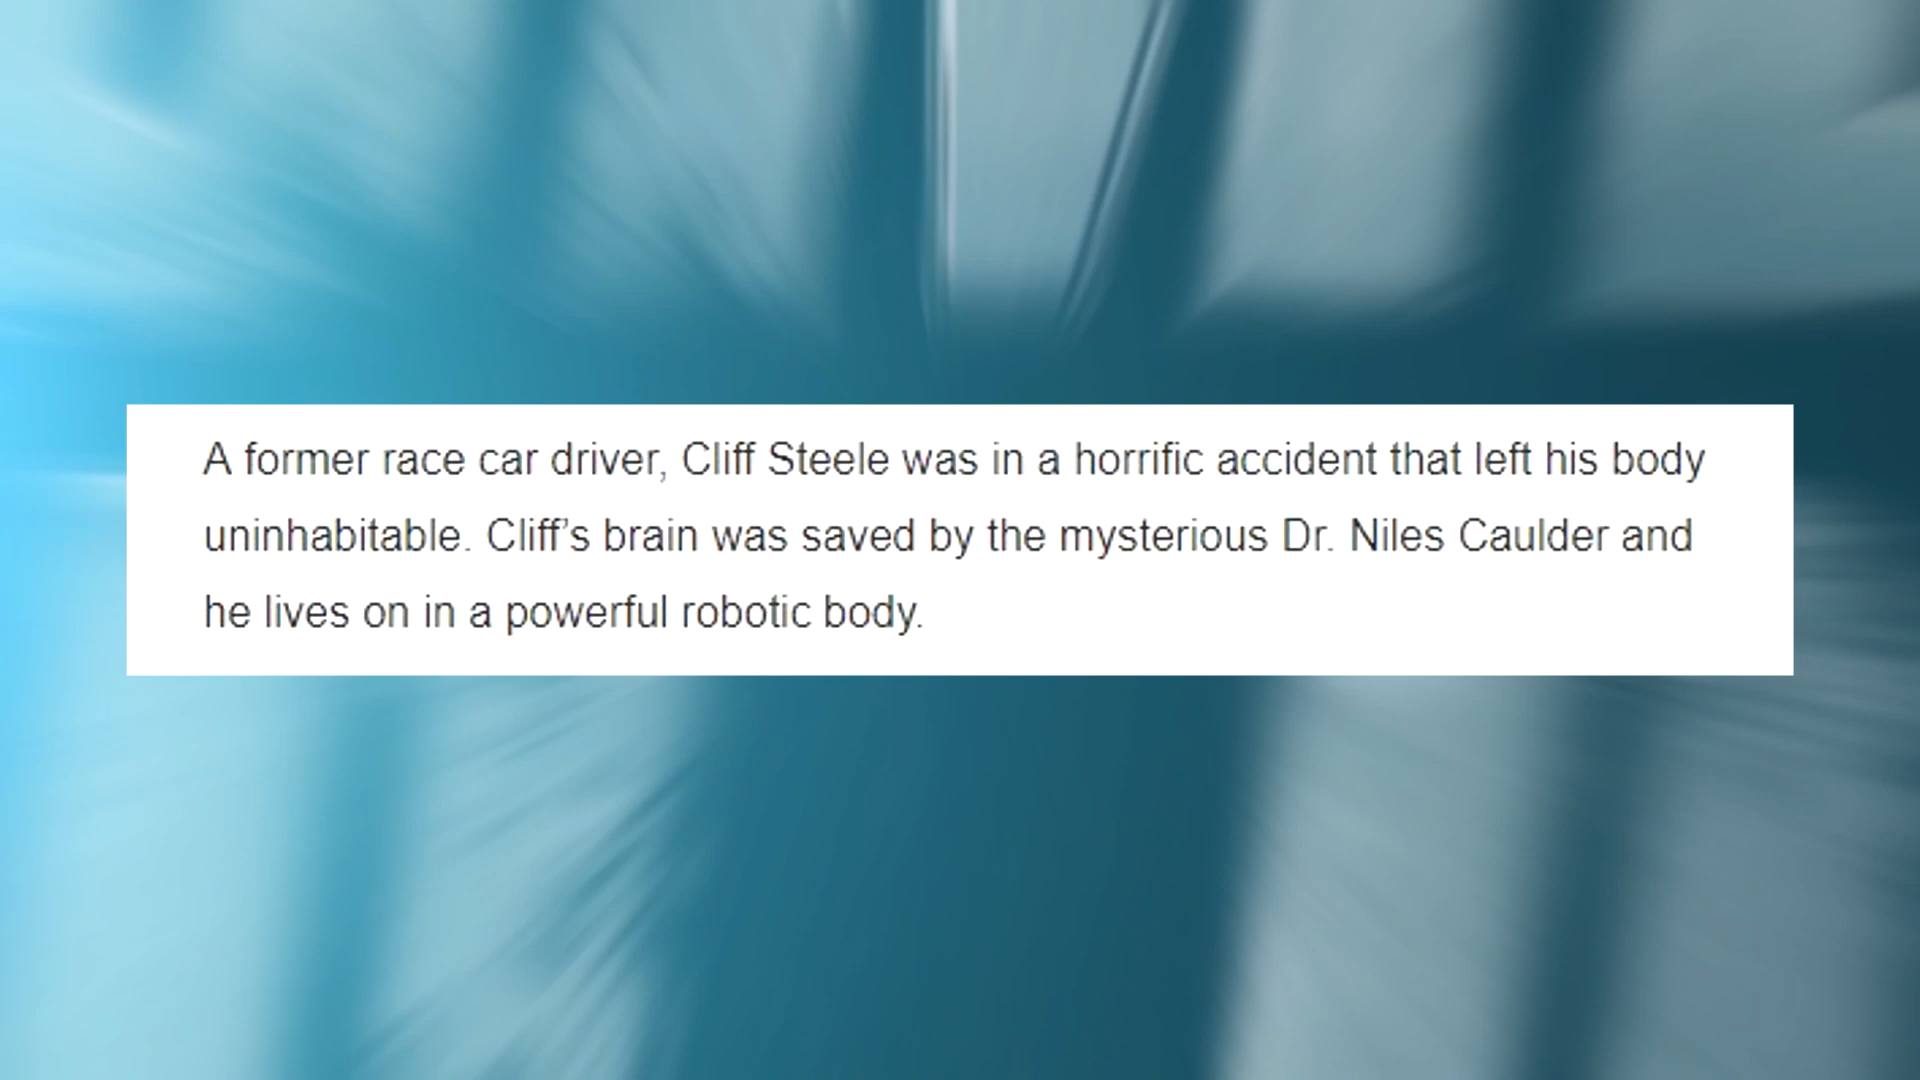 A former race car driver, Cliff Steele was in a horrific accident that left his body
uninhabitable. Cliff’s brain was saved by the mysterious Dr. Niles Caulder and
he lives on in a powerful robotic body.